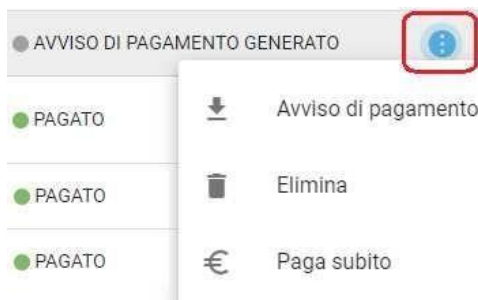 AVVISO DI PAGAMENTO GENERATO
PAGATO
Avviso di pagamento
PAGATO
Elimina
PAGATO
Paga subito